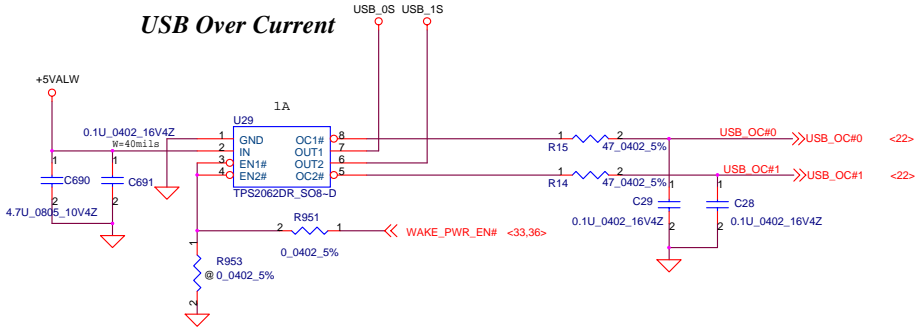 USB Over Current
USB_0S USB_1S
+5VALW
1A
U29
0.1U_0402_16V4Z
W=40mils
1 GND OC1# 8
2 IN OUT1 7
3 EN1# OUT2 6
4 EN2# OC2# 5
TPS2062DR_SO8~D
1 2 USB_OC#0 USB_OC#0 <22>
R15 47_0402_5%
1 2 USB_OC#1 USB_OC#1 <22>
R14 47_0402_5%
1 1
C690 C691
2 2
4.7U_0805_10V4Z
1 1
C29 C28
0.1U_0402_16V4Z 0.1U_0402_16V4Z
2 2
R951
2 1 WAKE_PWR_EN# <33,36>
0_0402_5%
1
R953
@ 0_0402_5%
2